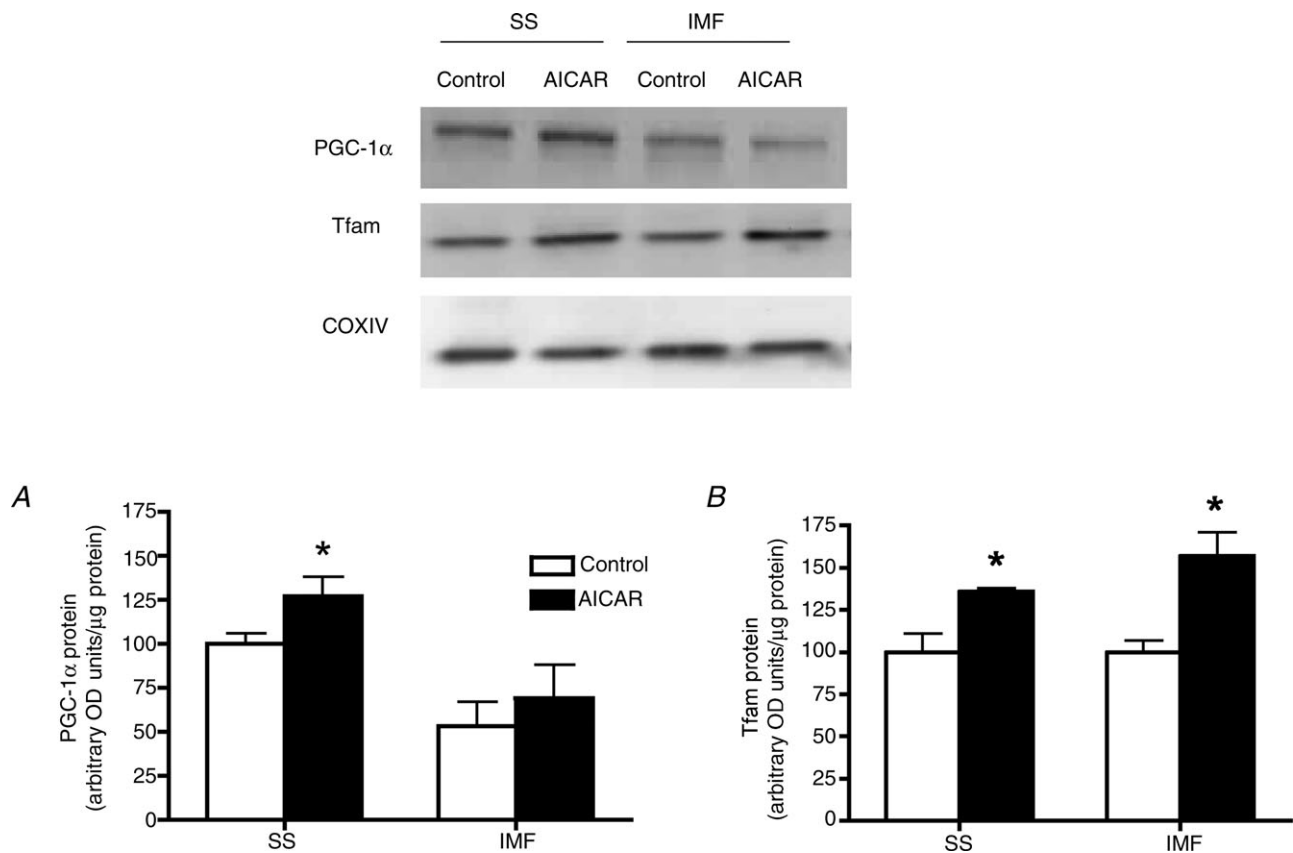 SS IMF
Control AICAR Control AICAR
PGC-1α
Tfam
COXIV
A
PGC-1α protein
(arbitrary OD units/μg protein)
175
150
125
100
75
50
25
0
*
Control
AICAR
SS IMF
B
Tfam protein
(arbitrary OD units/μg protein)
175
150
125
100
75
50
25
0
*
*
SS IMF